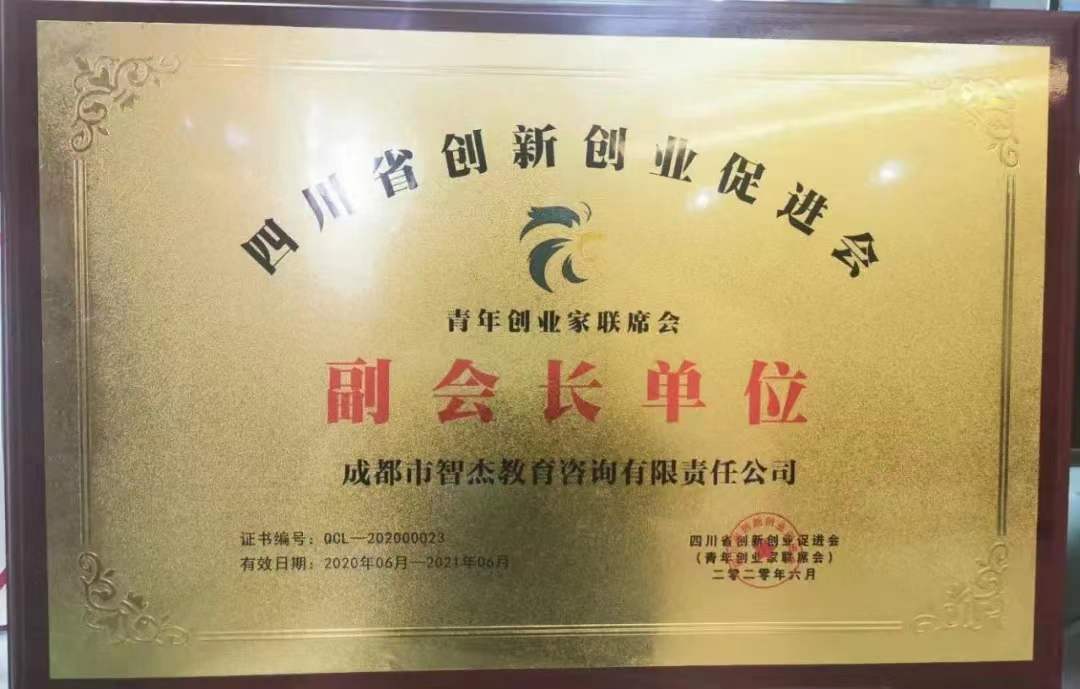 四川省创新创业促进会
青年创业家联席会
副会长单位
成都市智杰教育咨询有限责任公司
证书编号：QCL—202000023
有效日期：2020年06月—2021年06月
四川省创新创业促进会
（青年创业家联席会）
二零二零年六月